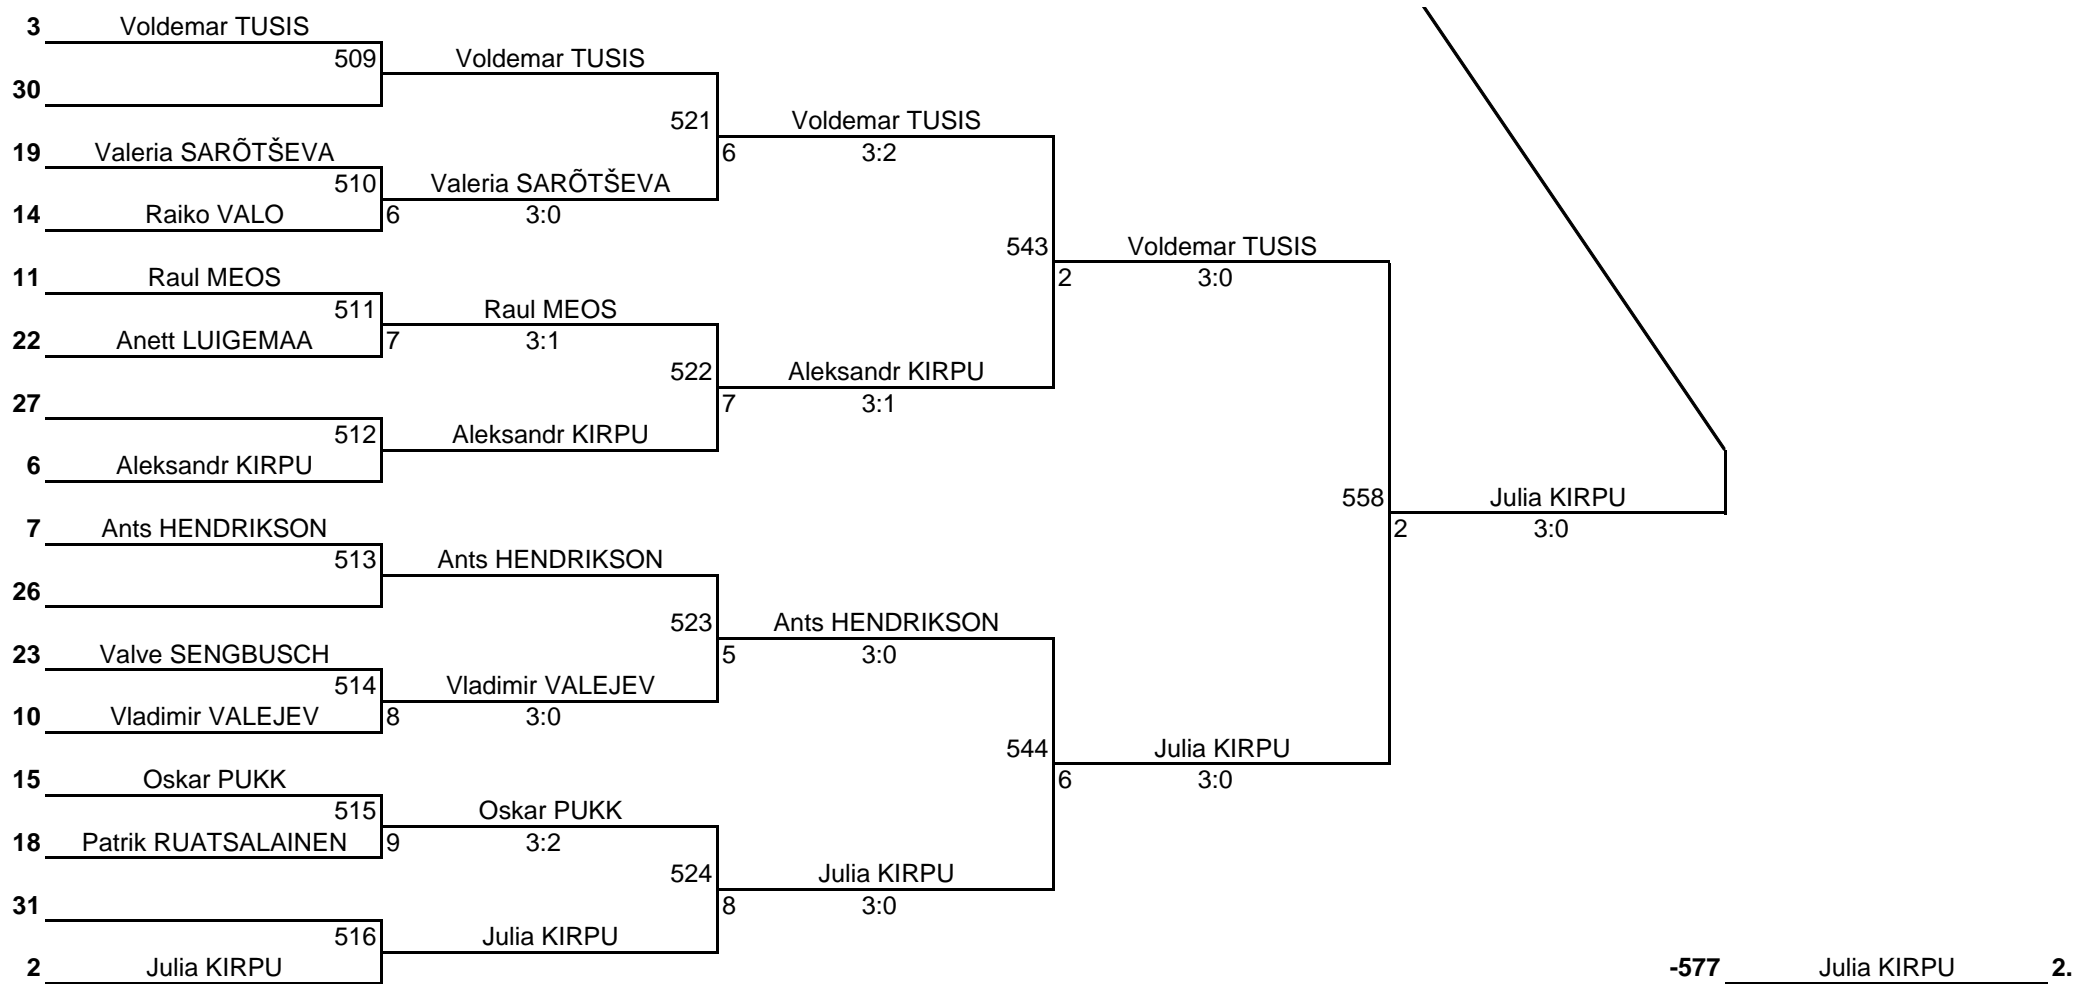 3 Voldemar TUSIS
509 Voldemar TUSIS
30
521 Voldemar TUSIS
19 Valeria SARÕTŠEVA 6 3:2
510 Valeria SARÕTŠEVA
14 Raiko VALO 6 3:0
543 Voldemar TUSIS
11 Raul MEOS 2 3:0
511 Raul MEOS
22 Anett LUIGEMAA 7 3:1
522 Aleksandr KIRPU
27 7 3:1
512 Aleksandr KIRPU
6 Aleksandr KIRPU
558 Julia KIRPU
7 Ants HENDRIKSON 2 3:0
513 Ants HENDRIKSON
26
523 Ants HENDRIKSON
23 Valve SENGBUSCH 5 3:0
514 Vladimir VALEJEV
10 Vladimir VALEJEV 8 3:0
544 Julia KIRPU
15 Oskar PUKK 6 3:0
515 Oskar PUKK
18 Patrik RUATSALAINEN 9 3:2
524 Julia KIRPU
31 8 3:0
516 Julia KIRPU
2 Julia KIRPU -577 Julia KIRPU 2.